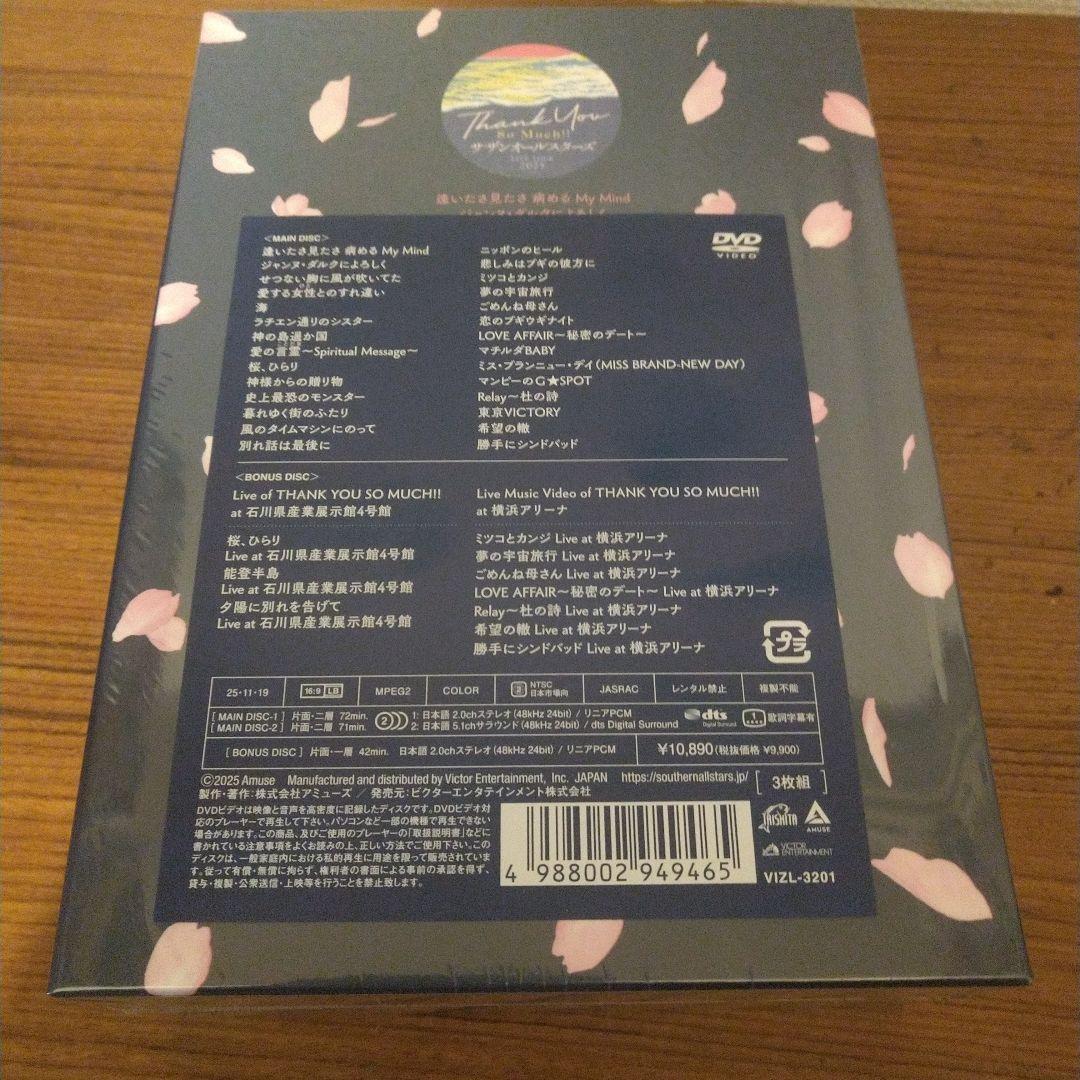 Thank You
So Much!!
サザンオールスターズ
LIVE TOUR
2025
逢いたさ見たさ 病める My Mind
ジャンヌ・ダルクによろしく
<MAIN DISC>
逢いたさ見たさ 病める My Mind
ジャンヌ・ダルクによろしく
せつない胸に風が吹いてた
愛する女性とのすれ違い
海
ラチエン通りのシスター
神の島遥か国
愛の言霊~Spiritual Message~
桜、ひらり
神様からの贈り物
史上最恐のモンスター
暮れゆく街のふたり
風のタイムマシンにのって
別れ話は最後に
ニッポンのヒール
悲しみはブギの彼方に
ミツコとカンジ
夢の宇宙旅行
ごめんね母さん
恋のブギウギナイト
LOVE AFFAIR~秘密のデート~
マチルダBABY
ミス・ブランニュー・デイ(MISS BRAND-NEW DAY)
マンピーのG★SPOT
Relay~杜の詩
東京VICTORY
希望の轍
勝手にシンドバッド
DVD
VIDEO
<BONUS DISC>
Live of THANK YOU SO MUCH!!
at 石川県産業展示館4号館
桜、ひらり
Live at 石川県産業展示館4号館
能登半島
Live at 石川県産業展示館4号館
夕陽に別れを告げて
Live at 石川県産業展示館4号館
Live Music Video of THANK YOU SO MUCH!!
at 横浜アリーナ
ミツコとカンジ Live at 横浜アリーナ
夢の宇宙旅行 Live at 横浜アリーナ
ごめんね母さん Live at 横浜アリーナ
LOVE AFFAIR~秘密のデート~ Live at 横浜アリーナ
Relay~杜の詩 Live at 横浜アリーナ
希望の轍 Live at 横浜アリーナ
勝手にシンドバッド Live at 横浜アリーナ
プラ
25・11・19 16:9 LB MPEG2 COLOR 2 NTSC 日本市場向 JASRAC レンタル禁止 複製不能
[ MAIN DISC-1 ] 片面・二層 72min. 2 1: 日本語 2.0chステレオ(48kHz 24bit) / リニアPCM dts Digital Surround 1 歌詞字幕有
[ MAIN DISC-2 ] 片面・二層 71min. 2: 日本語 5.1chサラウンド(48kHz 24bit) / dts Digital Surround
[ BONUS DISC ] 片面・一層 42min. 日本語 2.0chステレオ(48kHz 24bit) / リニアPCM ¥10,890(税抜価格 ¥9,900)
©2025 Amuse Manufactured and distributed by Victor Entertainment, Inc. JAPAN https://southernallstars.jp/ [3枚組]
製作・著作:株式会社アミューズ / 発売元:ビクターエンタテインメント株式会社
DVDビデオは映像と音声を高密度に記録したディスクです。DVDビデオ対
応のプレーヤーで再生して下さい。パソコンなど一部の機種で再生できない
場合があります。この商品、及びご使用のプレーヤーの「取扱説明書」などに
書かれている注意事項をよくお読みの上、正しい方法でご使用下さい。この
ディスクは、一般家庭内における私的再生に用途を限って販売されていま
す。従って有償・無償に拘らず、権利者の書面による事前の承認を得ず、
貸与・複製・公衆送信・上映等を行うことを禁止致します。
4 988002 949465
TAISHITA
AMUSE
VICTOR ENTERTAINMENT
VIZL-3201